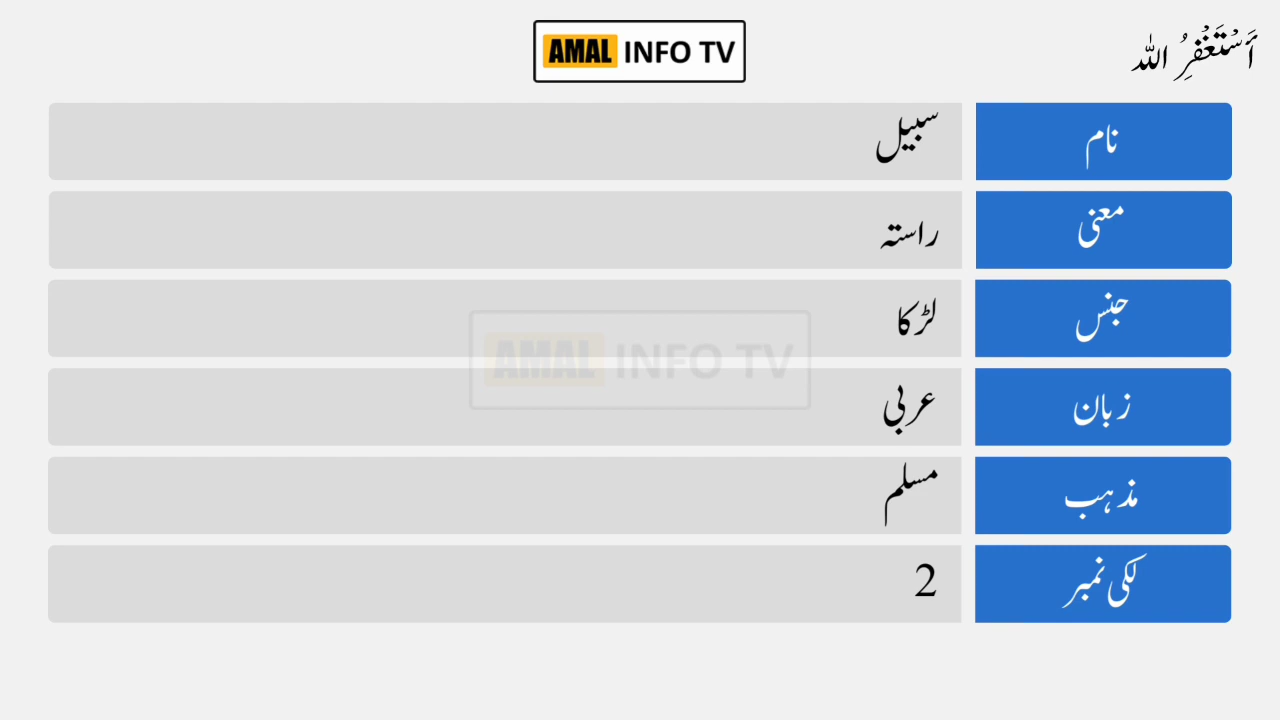 AMAL INFO TV
أَسْتَغْفِرُ اللہ
نام سبیل
معنی راستہ
جنس لڑکا
زبان عربی
مذہب مسلم
لکی نمبر 2
AMAL INFO TV